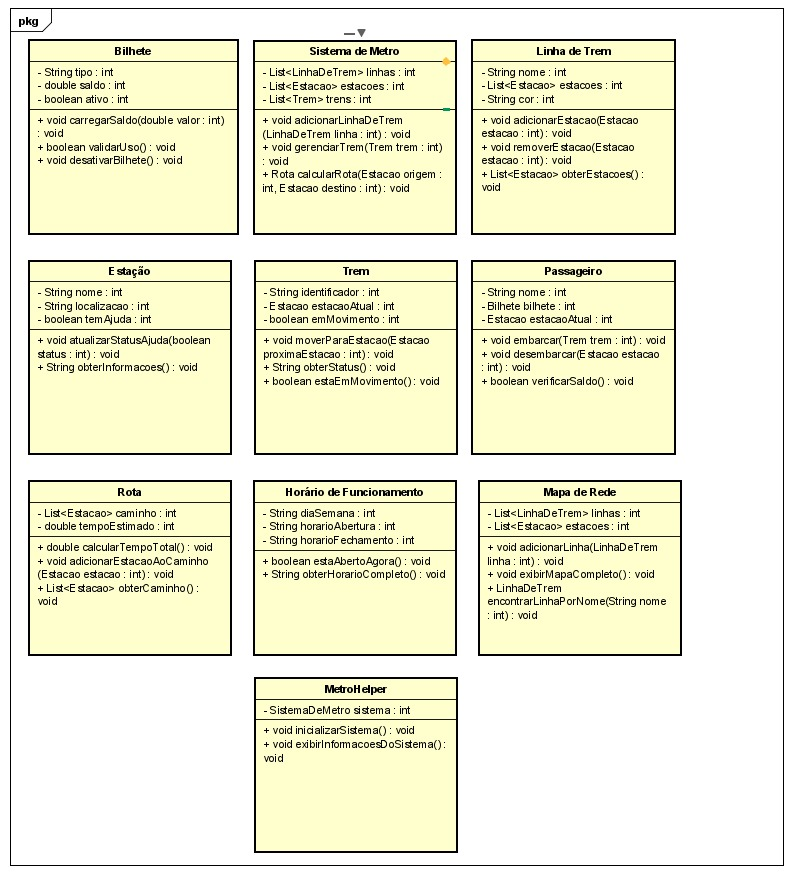 pkg
Bilhete
- String tipo : int
- double saldo : int
- boolean ativo : int
+ void carregarSaldo(double valor : int)
: void
+ boolean validarUso() : void
+ void desativarBilhete() : void
Sistema de Metro
- List<LinhaDeTrem> linhas : int
- List<Estacao> estacoes : int
- List<Trem> trens : int
+ void adicionarLinhaDeTrem
(LinhaDeTrem linha : int) : void
+ void gerenciarTrem(Trem trem : int)
: void
+ Rota calcularRota(Estacao origem :
int, Estacao destino : int) : void
Linha de Trem
- String nome : int
- List<Estacao> estacoes : int
- String cor : int
+ void adicionarEstacao(Estacao
estacao : int) : void
+ void removerEstacao(Estacao
estacao : int) : void
+ List<Estacao> obterEstacoes() :
void
Estação
- String nome : int
- String localizacao : int
- boolean temAjuda : int
+ void atualizarStatusAjuda(boolean
status : int) : void
+ String obterInformacoes() : void
Trem
- String identificador : int
- Estacao estacaoAtual : int
- boolean emMovimento : int
+ void moverParaEstacao(Estacao
proximaEstacao : int) : void
+ String obterStatus() : void
+ boolean estaEmMovimento() : void
Passageiro
- String nome : int
- Bilhete bilhete : int
- Estacao estacaoAtual : int
+ void embarcar(Trem trem : int) : void
+ void desembarcar(Estacao estacao
: int) : void
+ boolean verificarSaldo() : void
Rota
- List<Estacao> caminho : int
- double tempoEstimado : int
+ double calcularTempoTotal() : void
+ void adicionarEstacaoAoCaminho
(Estacao estacao : int) : void
+ List<Estacao> obterCaminho() :
void
Horário de Funcionamento
- String diaSemana : int
- String horarioAbertura : int
- String horarioFechamento : int
+ boolean estaAbertoAgora() : void
+ String obterHorarioCompleto() : void
Mapa de Rede
- List<LinhaDeTrem> linhas : int
- List<Estacao> estacoes : int
+ void adicionarLinha(LinhaDeTrem
linha : int) : void
+ void exibirMapaCompleto() : void
+ LinhaDeTrem
encontrarLinhaPorNome(String nome
: int) : void
MetroHelper
- SistemaDeMetro sistema : int
+ void inicializarSistema() : void
+ void exibirInformacoesDoSistema() :
void